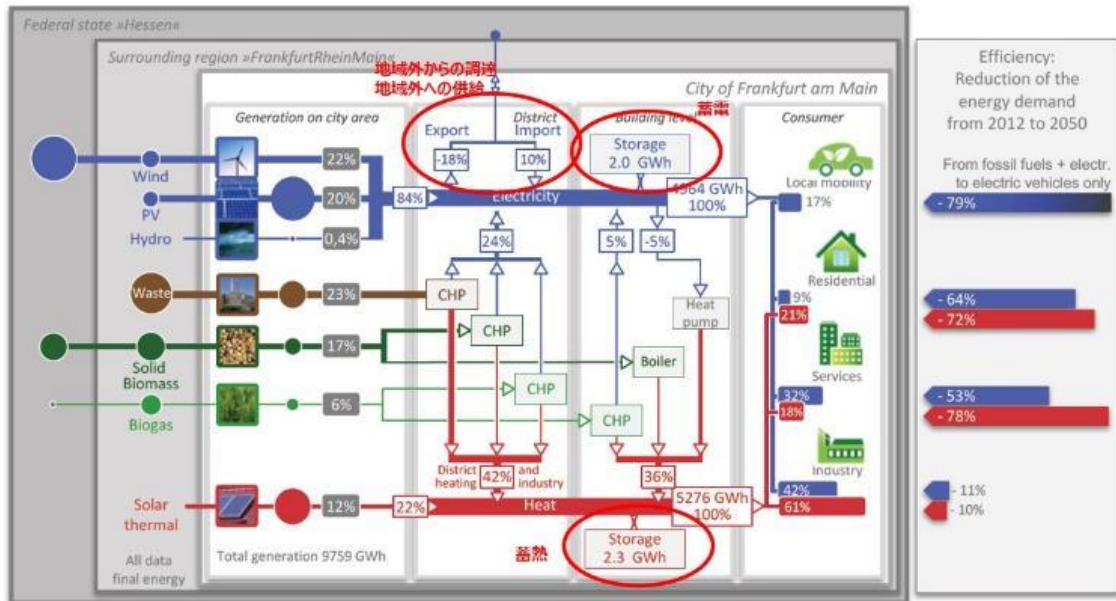 Federal state »Hessen«
Surrounding region »FrankfurtRheinMain«
地域外からの調達
地域外への供給
City of Frankfurt am Main
Generation on city area
District
Building level
蓄電
Consumer
Export
Import
-18%
10%
Storage
2.0 GWh
Wind
22%
PV
20%
84%
Electricity
4964 GWh
100%
Local mobility
17%
Hydro
0,4%
24%
5%
-5%
Residential
9%
21%
Waste
23%
CHP
CHP
Heat
pump
Solid
Biomass
17%
Boiler
Services
32%
18%
Biogas
6%
CHP
CHP
Industry
42%
61%
District
heating
42%
and
industry
36%
Solar
thermal
12%
22%
Heat
5276 GWh
100%
蓄熱
Storage
2.3 GWh
All data
final energy
Total generation 9759 GWh
Efficiency:
Reduction of the
energy demand
from 2012 to 2050
From fossil fuels + electr.
to electric vehicles only
- 79%
- 64%
- 72%
- 53%
- 78%
- 11%
- 10%